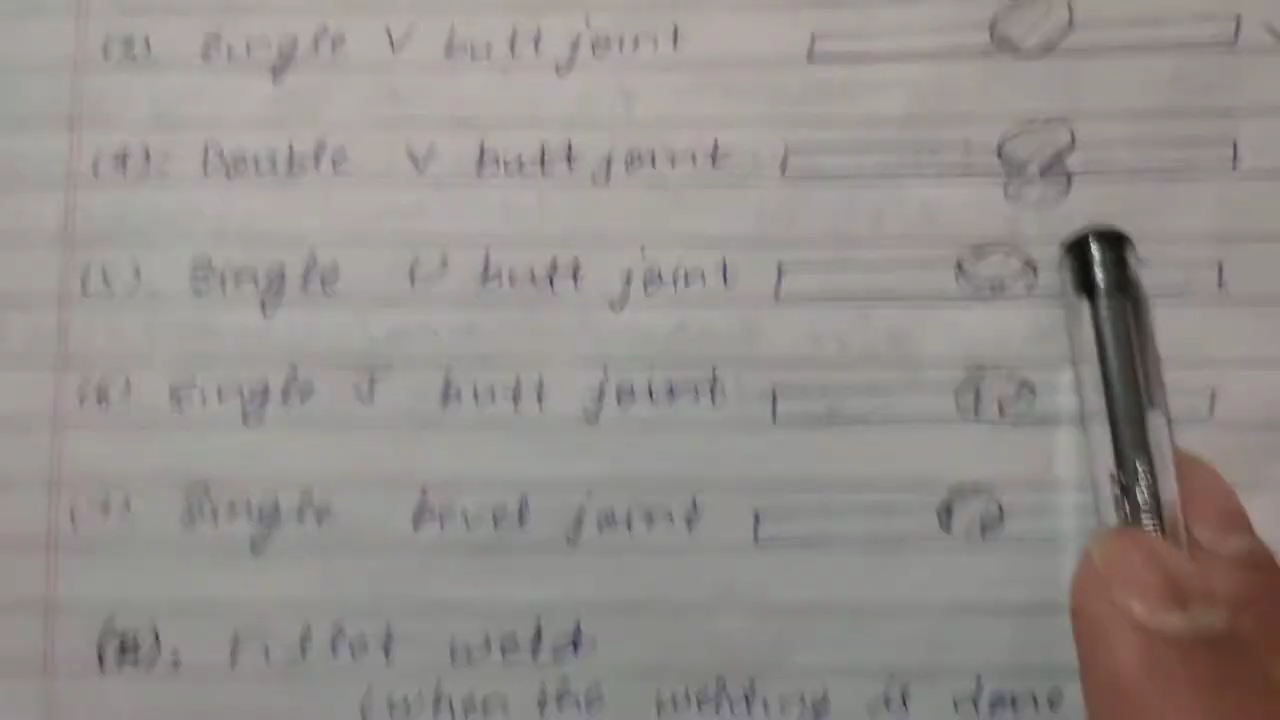 Single V butt joint
(4). Double V butt joint
Single U butt joint
Single J butt joint
Single bevel joint
Fillet weld
(when the welding is done